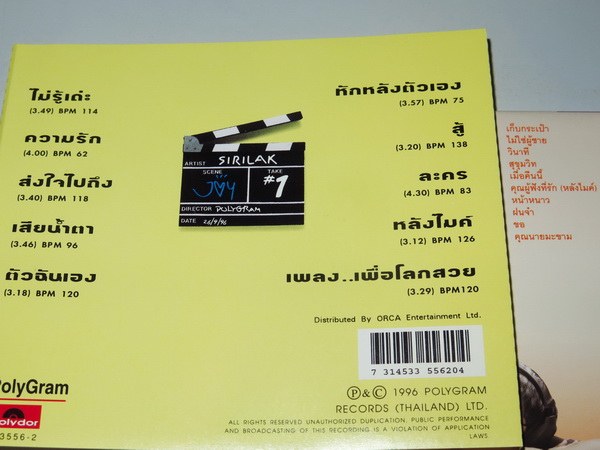 ไม่รู้เด่ะ
(3.49) BPM 114
ความรัก
(4.00) BPM 62
ส่งใจไปถึง
(3.40) BPM 118
เสียน้ำตา
(3.46) BPM 96
ตัวฉันเอง
(3.18) BPM 120
ARTIST SIRILAK
SCENE TAKE
JOY #1
DIRECTOR POLYGRAM
DATE
หักหลังตัวเอง
(3.57) BPM 75
สู้
(3.20) BPM 138
ละคร
(4.30) BPM 83
หลังไมค์
(3.12) BPM 126
เพลง..เพื่อโลกสวย
(3.29) BPM120
Distributed By ORCA Entertainment Ltd.
7 314533 556204
PolyGram
polydor
3556-2
Ⓟ&© 1996 POLYGRAM
RECORDS (THAILAND) LTD.
ALL RIGHTS RESERVED UNAUTHORIZED DUPLICATION, PUBLIC PERFORMANCE
AND BROADCASTING OF THIS RECORDING IS A VIOLATION OF APPLICATION
LAWS
เก็บกระเป๋า
ไม่ใช่ผู้ชาย
วินาที
สุขุมวิท
เมื่อคืนนี้
คุณผู้ฟังที่รัก (หลังไมค์)
หน้าหนาว
ฝนจ๋า
ขอ
คุณนายมะขาม